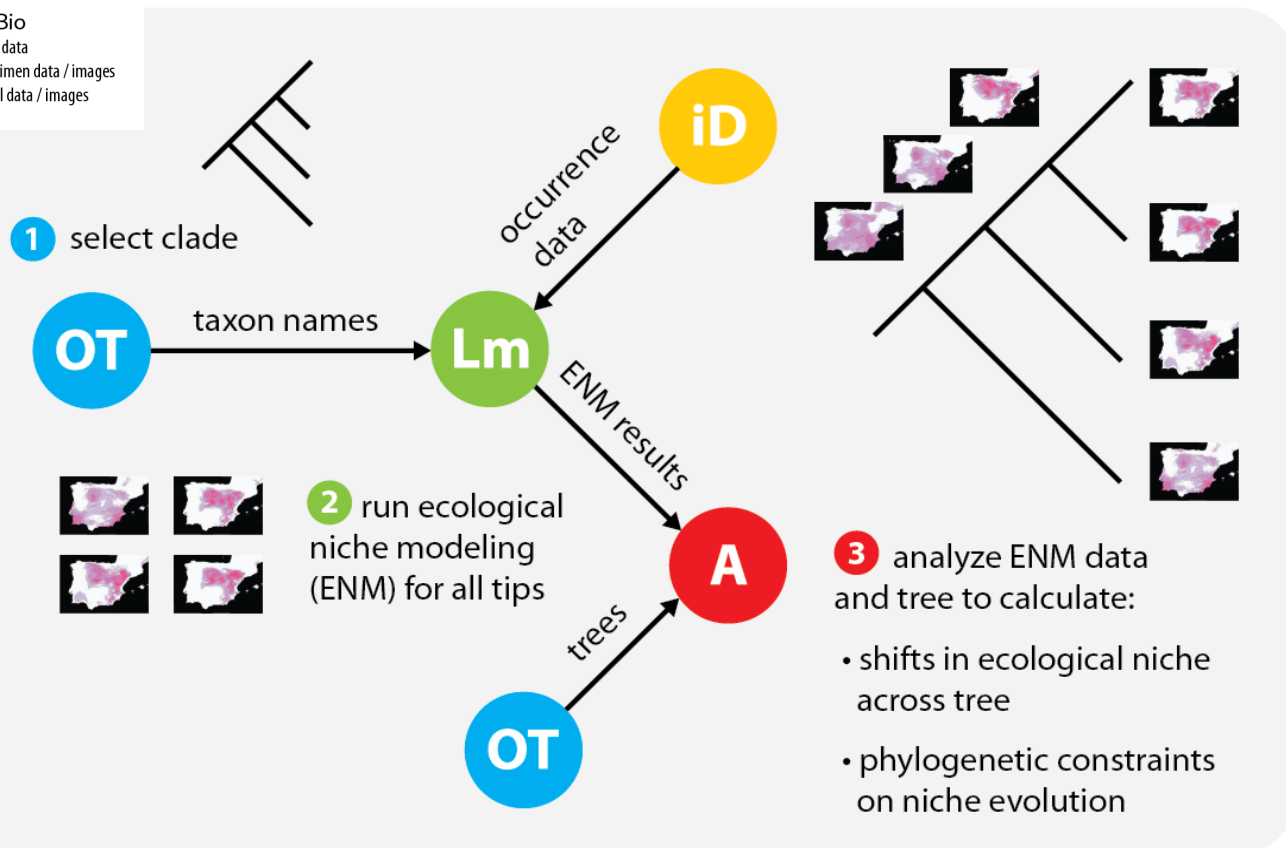 Bio
data
imen data / images
l data / images
1 select clade
OT
taxon names
Lm
iD
occurrence
data
ENM results
2 run ecological
niche modeling
(ENM) for all tips
A
trees
OT
3 analyze ENM data
and tree to calculate:
• shifts in ecological niche
across tree
• phylogenetic constraints
on niche evolution